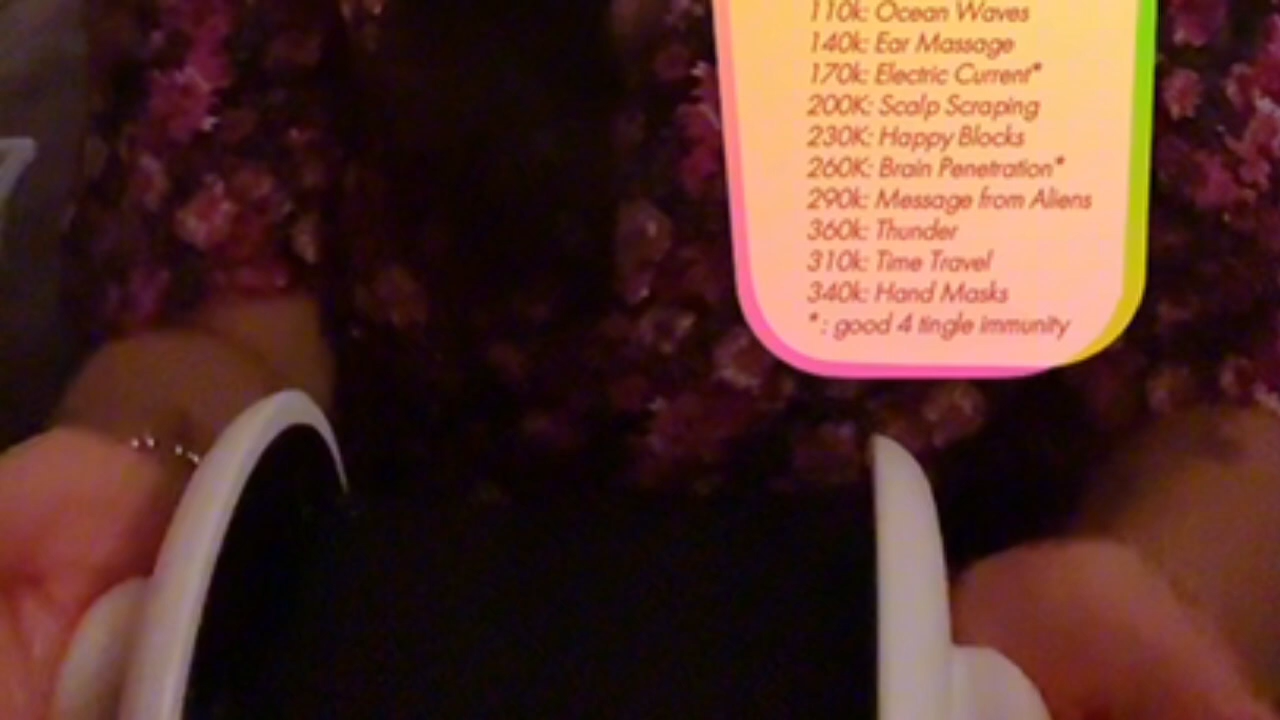 110k: Ocean Waves
140k: Ear Massage
170k: Electric Current*
200K: Scalp Scraping
230K: Happy Blocks
260K: Brain Penetration*
290k: Message from Aliens
360k: Thunder
310k: Time Travel
340k: Hand Masks
* : good 4 tingle immunity